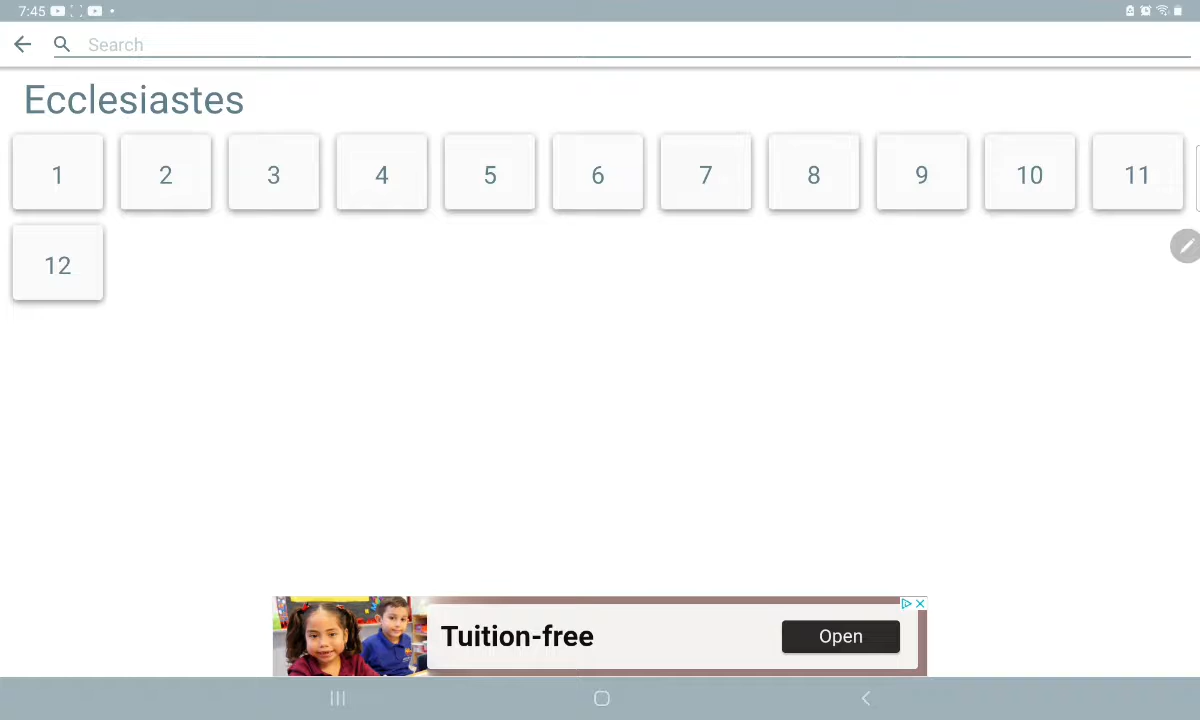 7:45
Search
Ecclesiastes
1 2 3 4 5 6 7 8 9 10 11
12
Tuition-free
Open